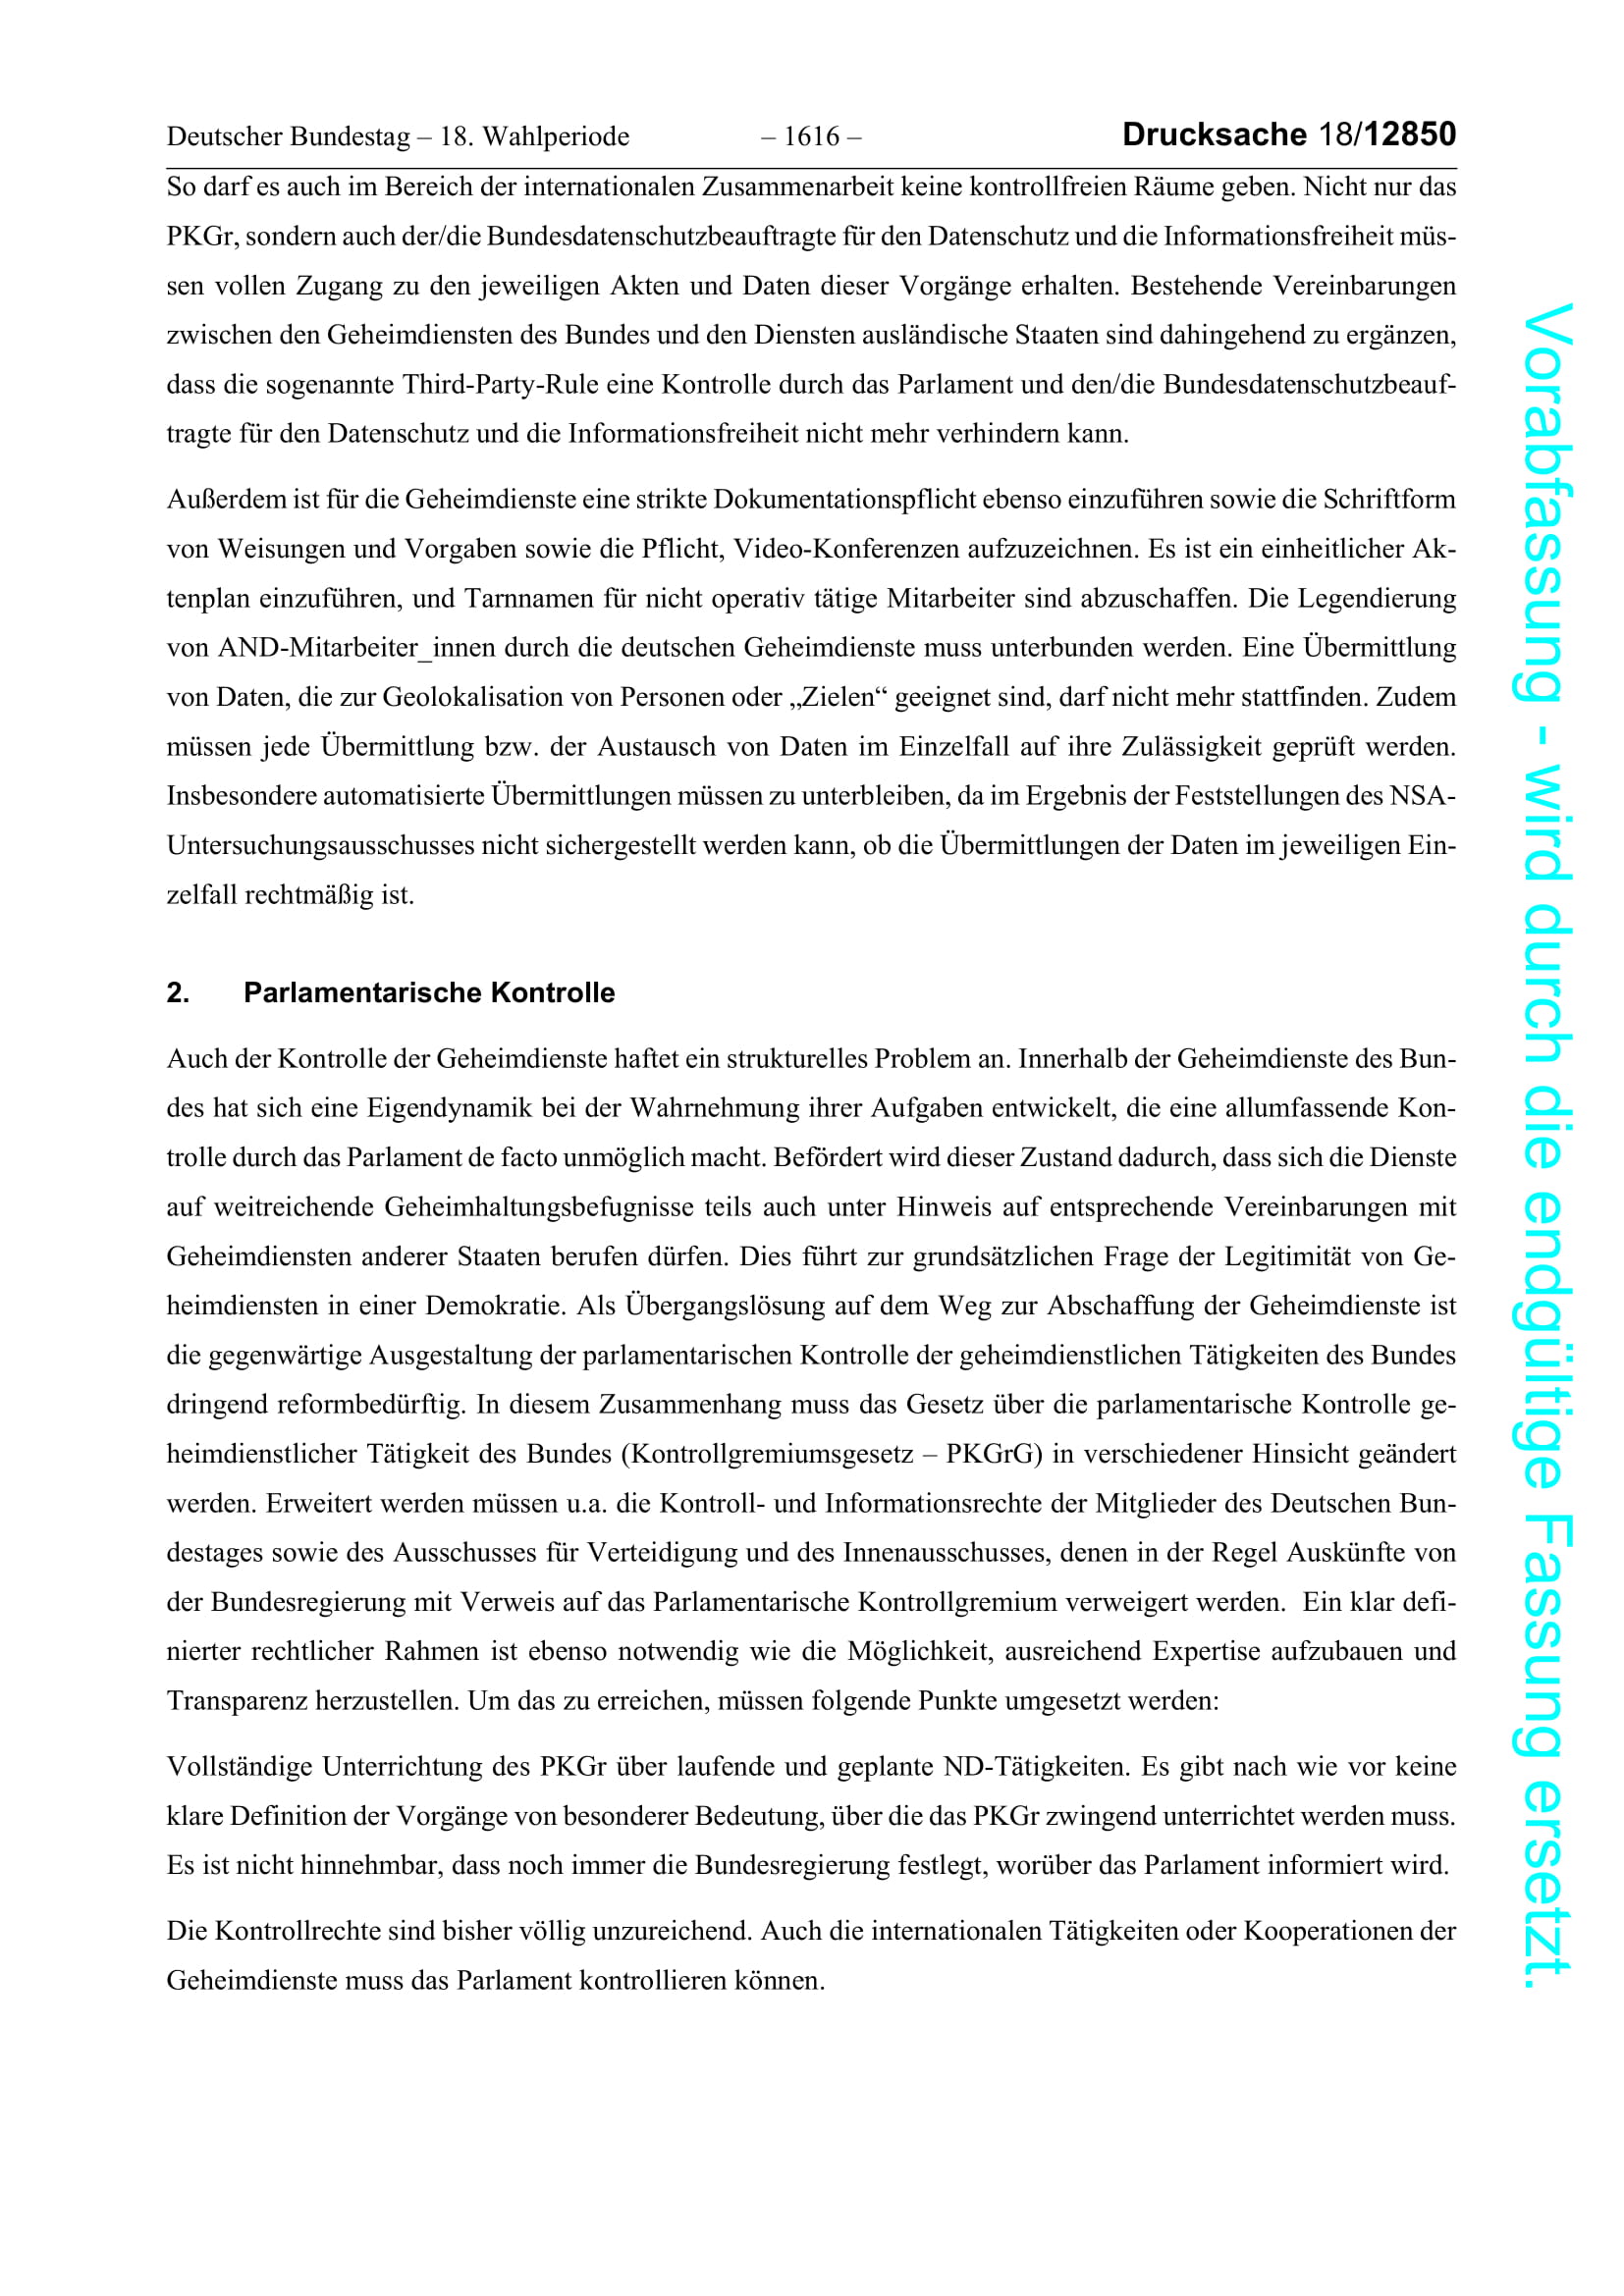 Deutscher Bundestag – 18. Wahlperiode – 1616 – Drucksache 18/12850
So darf es auch im Bereich der internationalen Zusammenarbeit keine kontrollfreien Räume geben. Nicht nur das
PKGr, sondern auch der/die Bundesdatenschutzbeauftragte für den Datenschutz und die Informationsfreiheit müs-
sen vollen Zugang zu den jeweiligen Akten und Daten dieser Vorgänge erhalten. Bestehende Vereinbarungen
zwischen den Geheimdiensten des Bundes und den Diensten ausländische Staaten sind dahingehend zu ergänzen,
dass die sogenannte Third-Party-Rule eine Kontrolle durch das Parlament und den/die Bundesdatenschutzbeauf-
tragte für den Datenschutz und die Informationsfreiheit nicht mehr verhindern kann.
Außerdem ist für die Geheimdienste eine strikte Dokumentationspflicht ebenso einzuführen sowie die Schriftform
von Weisungen und Vorgaben sowie die Pflicht, Video-Konferenzen aufzuzeichnen. Es ist ein einheitlicher Ak-
tenplan einzuführen, und Tarnnamen für nicht operativ tätige Mitarbeiter sind abzuschaffen. Die Legendierung
von AND-Mitarbeiter_innen durch die deutschen Geheimdienste muss unterbunden werden. Eine Übermittlung
von Daten, die zur Geolokalisation von Personen oder „Zielen“ geeignet sind, darf nicht mehr stattfinden. Zudem
müssen jede Übermittlung bzw. der Austausch von Daten im Einzelfall auf ihre Zulässigkeit geprüft werden.
Insbesondere automatisierte Übermittlungen müssen zu unterbleiben, da im Ergebnis der Feststellungen des NSA-
Untersuchungsausschusses nicht sichergestellt werden kann, ob die Übermittlungen der Daten im jeweiligen Ein-
zelfall rechtmäßig ist.
2. Parlamentarische Kontrolle
Auch der Kontrolle der Geheimdienste haftet ein strukturelles Problem an. Innerhalb der Geheimdienste des Bun-
des hat sich eine Eigendynamik bei der Wahrnehmung ihrer Aufgaben entwickelt, die eine allumfassende Kon-
trolle durch das Parlament de facto unmöglich macht. Befördert wird dieser Zustand dadurch, dass sich die Dienste
auf weitreichende Geheimhaltungsbefugnisse teils auch unter Hinweis auf entsprechende Vereinbarungen mit
Geheimdiensten anderer Staaten berufen dürfen. Dies führt zur grundsätzlichen Frage der Legitimität von Ge-
heimdiensten in einer Demokratie. Als Übergangslösung auf dem Weg zur Abschaffung der Geheimdienste ist
die gegenwärtige Ausgestaltung der parlamentarischen Kontrolle der geheimdienstlichen Tätigkeiten des Bundes
dringend reformbedürftig. In diesem Zusammenhang muss das Gesetz über die parlamentarische Kontrolle ge-
heimdienstlicher Tätigkeit des Bundes (Kontrollgremiumsgesetz – PKGrG) in verschiedener Hinsicht geändert
werden. Erweitert werden müssen u.a. die Kontroll- und Informationsrechte der Mitglieder des Deutschen Bun-
destages sowie des Ausschusses für Verteidigung und des Innenausschusses, denen in der Regel Auskünfte von
der Bundesregierung mit Verweis auf das Parlamentarische Kontrollgremium verweigert werden. Ein klar defi-
nierter rechtlicher Rahmen ist ebenso notwendig wie die Möglichkeit, ausreichend Expertise aufzubauen und
Transparenz herzustellen. Um das zu erreichen, müssen folgende Punkte umgesetzt werden:
Vollständige Unterrichtung des PKGr über laufende und geplante ND-Tätigkeiten. Es gibt nach wie vor keine
klare Definition der Vorgänge von besonderer Bedeutung, über die das PKGr zwingend unterrichtet werden muss.
Es ist nicht hinnehmbar, dass noch immer die Bundesregierung festlegt, worüber das Parlament informiert wird.
Die Kontrollrechte sind bisher völlig unzureichend. Auch die internationalen Tätigkeiten oder Kooperationen der
Geheimdienste muss das Parlament kontrollieren können.
Vorabfassung - wird durch die endgültige Fassung ersetzt.